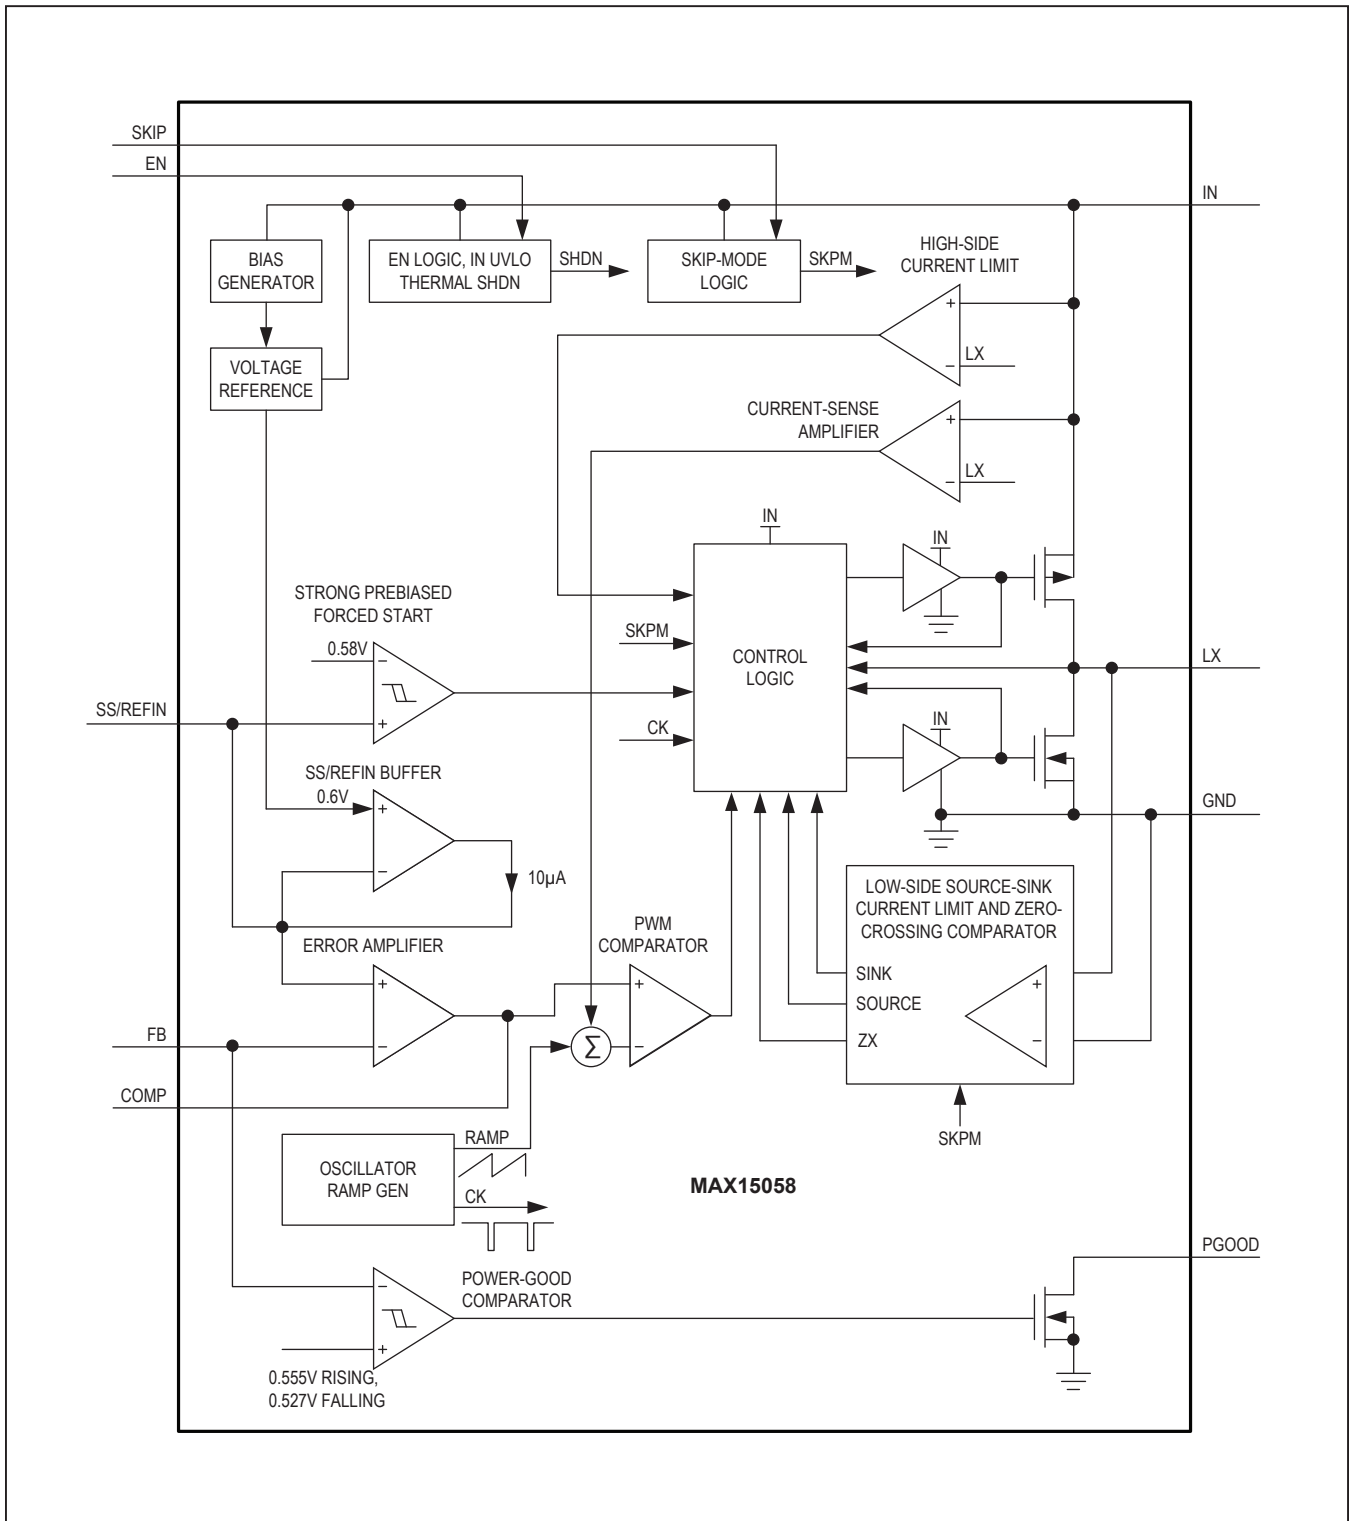 SKIP
EN
IN
BIAS
GENERATOR
EN LOGIC, IN UVLO
THERMAL SHDN
SHDN
SKIP-MODE
LOGIC
SKPM
HIGH-SIDE
CURRENT LIMIT
+
LX
−
VOLTAGE
REFERENCE
CURRENT-SENSE
AMPLIFIER
+
LX
−
IN
IN
STRONG PREBIASED
FORCED START
0.58V
−
+
SKPM
CONTROL
LOGIC
LX
SS/REFIN
CK
IN
SS/REFIN BUFFER
0.6V
+
−
10µA
GND
LOW-SIDE SOURCE-SINK
CURRENT LIMIT AND ZERO-
CROSSING COMPARATOR
SINK
SOURCE
ZX
+
−
SKPM
ERROR AMPLIFIER
+
−
PWM
COMPARATOR
+
−
Σ
FB
COMP
OSCILLATOR
RAMP GEN
RAMP
CK
MAX15058
PGOOD
POWER-GOOD
COMPARATOR
−
+
0.555V RISING,
0.527V FALLING